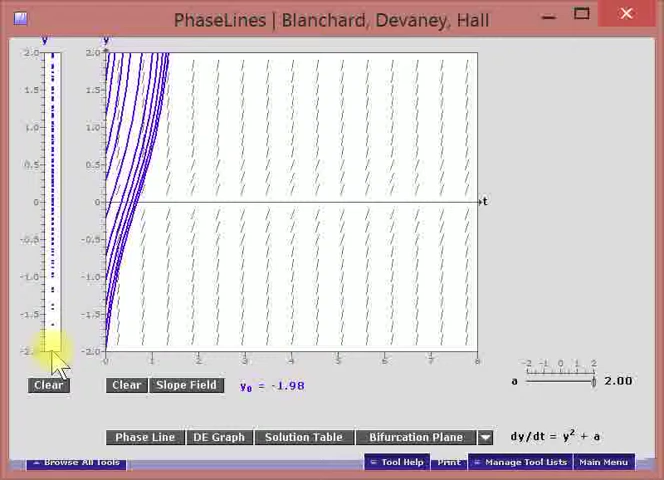 PhaseLines | Blanchard, Devaney, Hall
y y
2.0 2.0
1.5 1.5
1.0 1.0
0.5 0.5
0 0 t
-0.5 -0.5
-1.0 -1.0
-1.5 -1.5
-2.0 -2.0
0 1 2 3 4 5 6 7 8
Clear Clear Slope Field y0 = -1.98
-2 -1 0 1 2
a 2.00
Phase Line DE Graph Solution Table Bifurcation Plane dy/dt = y² + a
Browse All Tools Tool Help Print Manage Tool Lists Main Menu